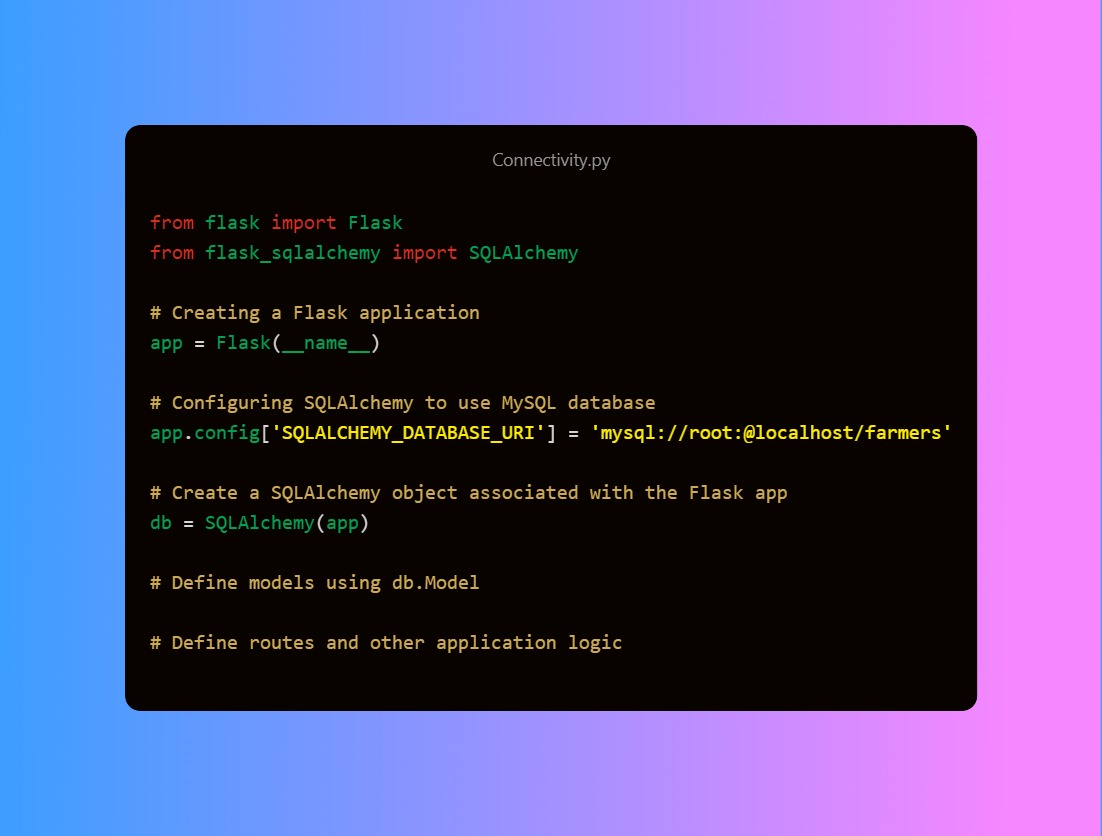 Connectivity.py
from flask import Flask
from flask_sqlalchemy import SQLAlchemy
# Creating a Flask application
app = Flask(__name__)
# Configuring SQLAlchemy to use MySQL database
app.config['SQLALCHEMY_DATABASE_URI'] = 'mysql://root:@localhost/farmers'
# Create a SQLAlchemy object associated with the Flask app
db = SQLAlchemy(app)
# Define models using db.Model
# Define routes and other application logic